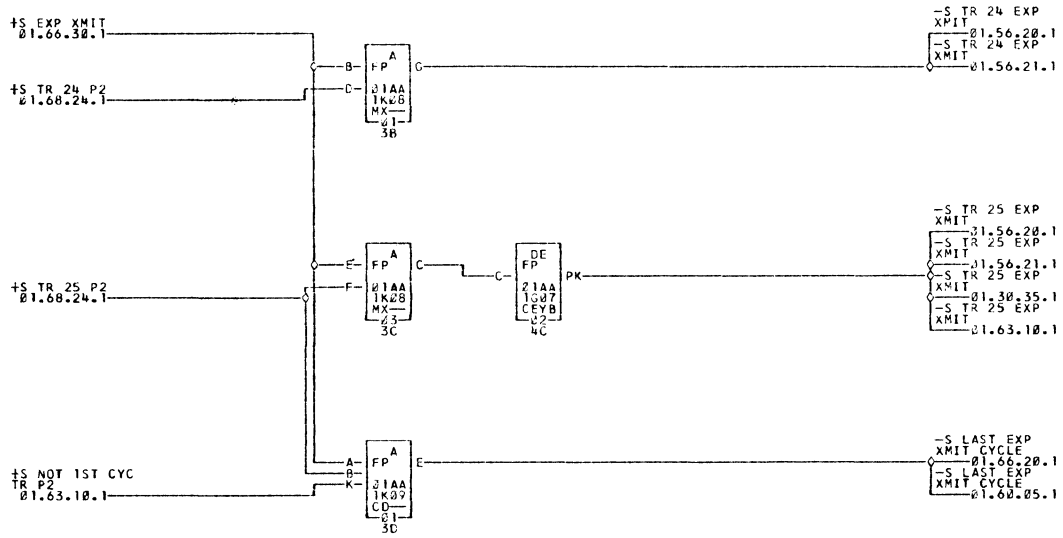 +S EXP XMIT
01.66.30.1
+S TR 24 P2
01.68.24.1
B
D
A
FP
01AA
1K08
MX
01
3B
G
-S TR 24 EXP
XMIT
01.56.20.1
-S TR 24 EXP
XMIT
01.56.21.1
+S TR 25 P2
01.68.24.1
E
F
A
FP
01AA
1K08
MX
03
3C
C
C
DE
FP
01AA
1G07
CEYB
02
4C
PK
-S TR 25 EXP
XMIT
01.56.20.1
-S TR 25 EXP
XMIT
01.56.21.1
-S TR 25 EXP
XMIT
01.30.35.1
-S TR 25 EXP
XMIT
01.63.10.1
+S NOT 1ST CYC
TR P2
01.63.10.1
A
B
K
A
FP
01AA
1K09
CD
01
3D
E
-S LAST EXP
XMIT CYCLE
01.66.20.1
-S LAST EXP
XMIT CYCLE
01.60.05.1